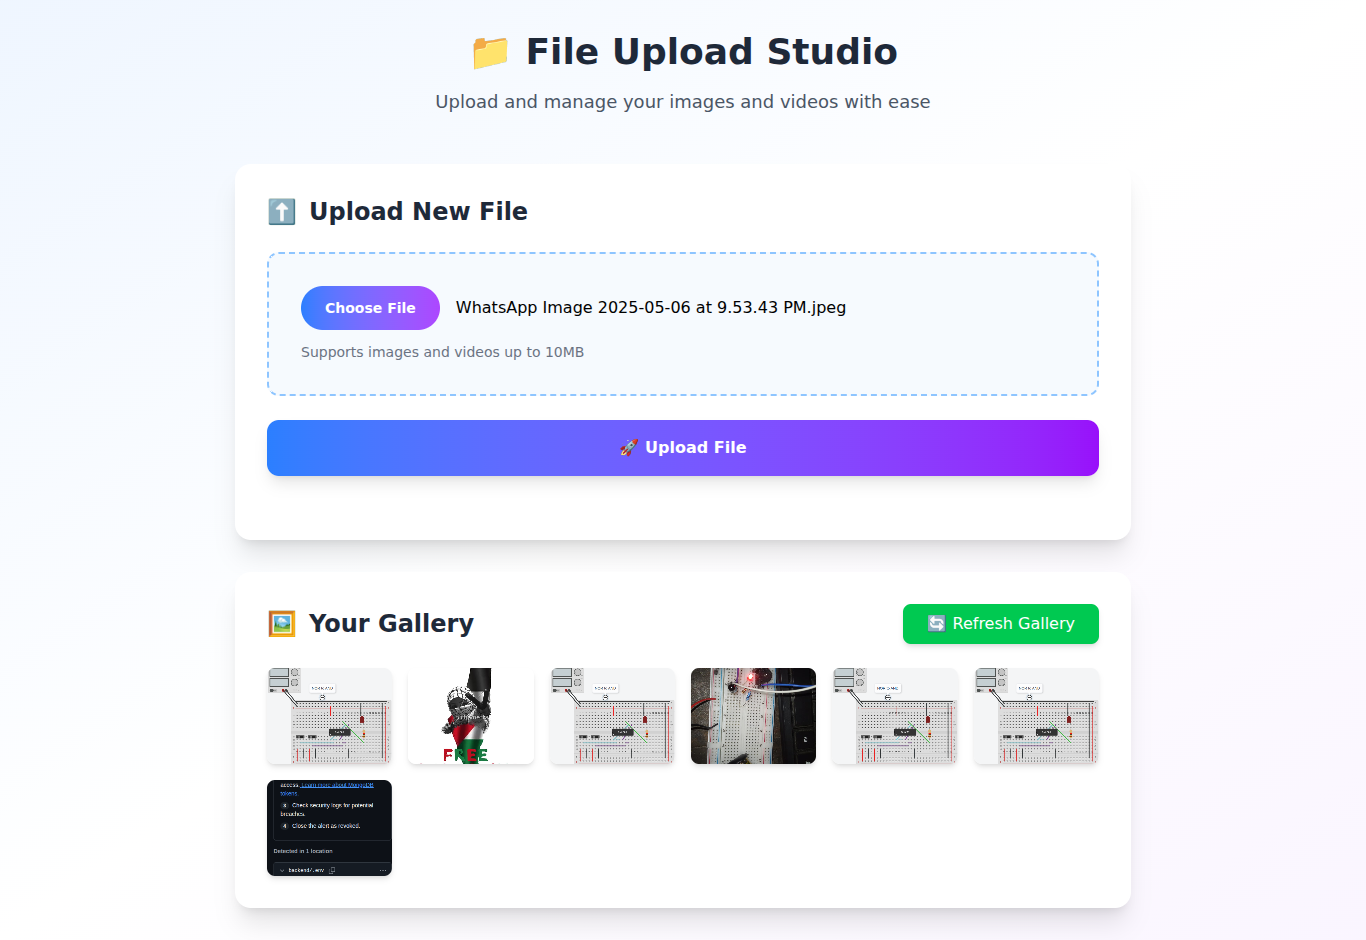 📁 File Upload Studio
Upload and manage your images and videos with ease
⬆️ Upload New File
Choose File WhatsApp Image 2025-05-06 at 9.53.43 PM.jpeg
Supports images and videos up to 10MB
🚀 Upload File
🖼️ Your Gallery
🔄 Refresh Gallery
FREE
access. Learn more about MongoDB
tokens.
3 Check security logs for potential
breaches.
4 Close the alert as revoked.
Detected in 1 location
backend/.env